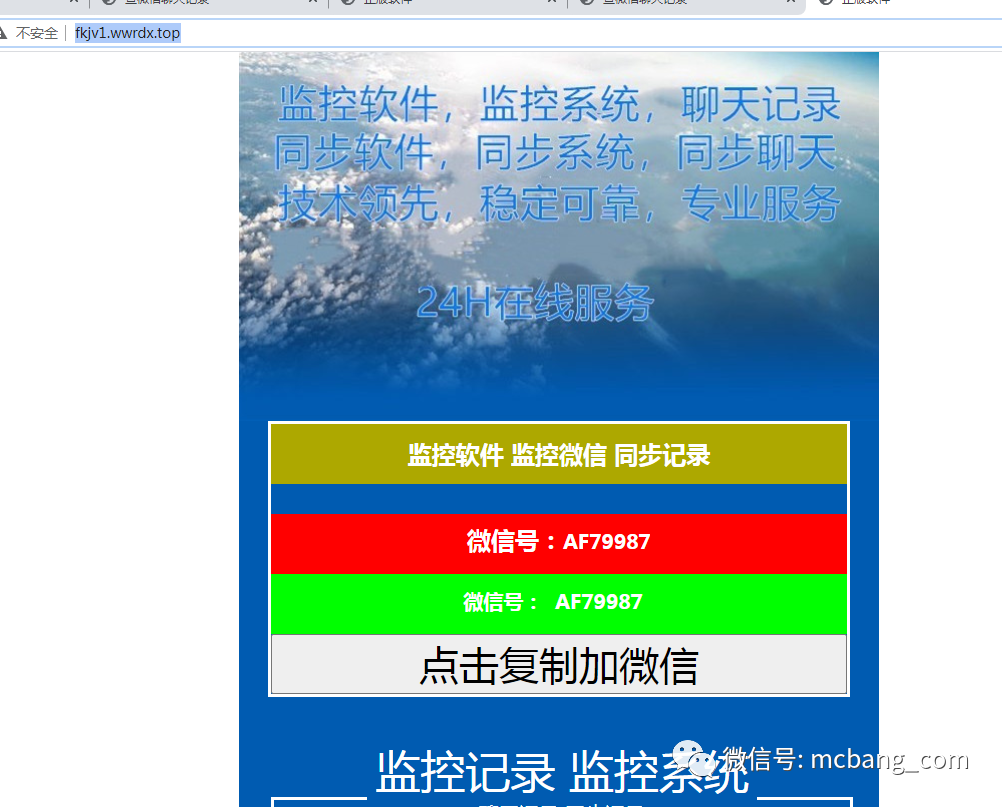 查微信聊天记录 正版软件 查微信聊天记录 正版软件
不安全 fkjv1.wwrdx.top
监控软件，监控系统，聊天记录
同步软件，同步系统，同步聊天
技术领先，稳定可靠，专业服务
24H在线服务
监控软件 监控微信 同步记录
微信号：AF79987
微信号： AF79987
点击复制加微信
监控记录 监控系统
微信号: mcbang_com